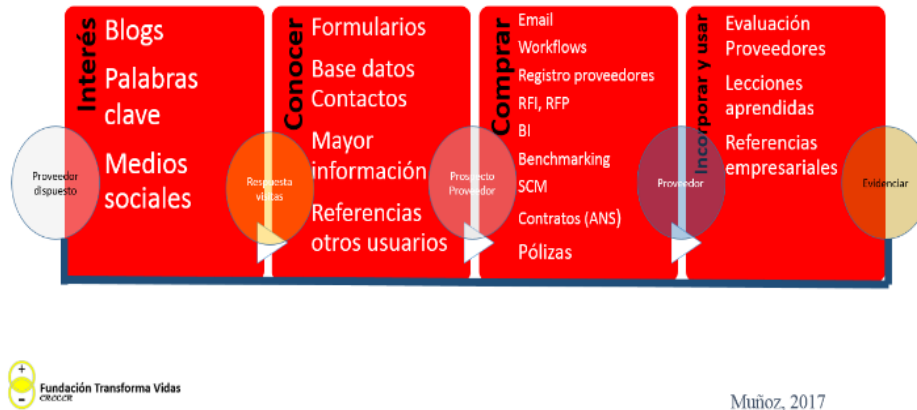 Interés
Blogs
Palabras
clave
Medios
sociales
Conocer
Formularios
Base datos
Contactos
Mayor
información
Referencias
otros usuarios
Comprar
Email
Workflows
Registro proveedores
RFI, RFP
BI
Benchmarking
SCM
Contratos (ANS)
Pólizas
Incorporar y usar
Evaluación
Proveedores
Lecciones
aprendidas
Referencias
empresariales
Proveedor
dispuesto
Respuesta
visitas
Prospecto
Proveedor
Proveedor
Evidenciar
+
-
Fundación Transforma Vidas
CRECER
Muñoz, 2017